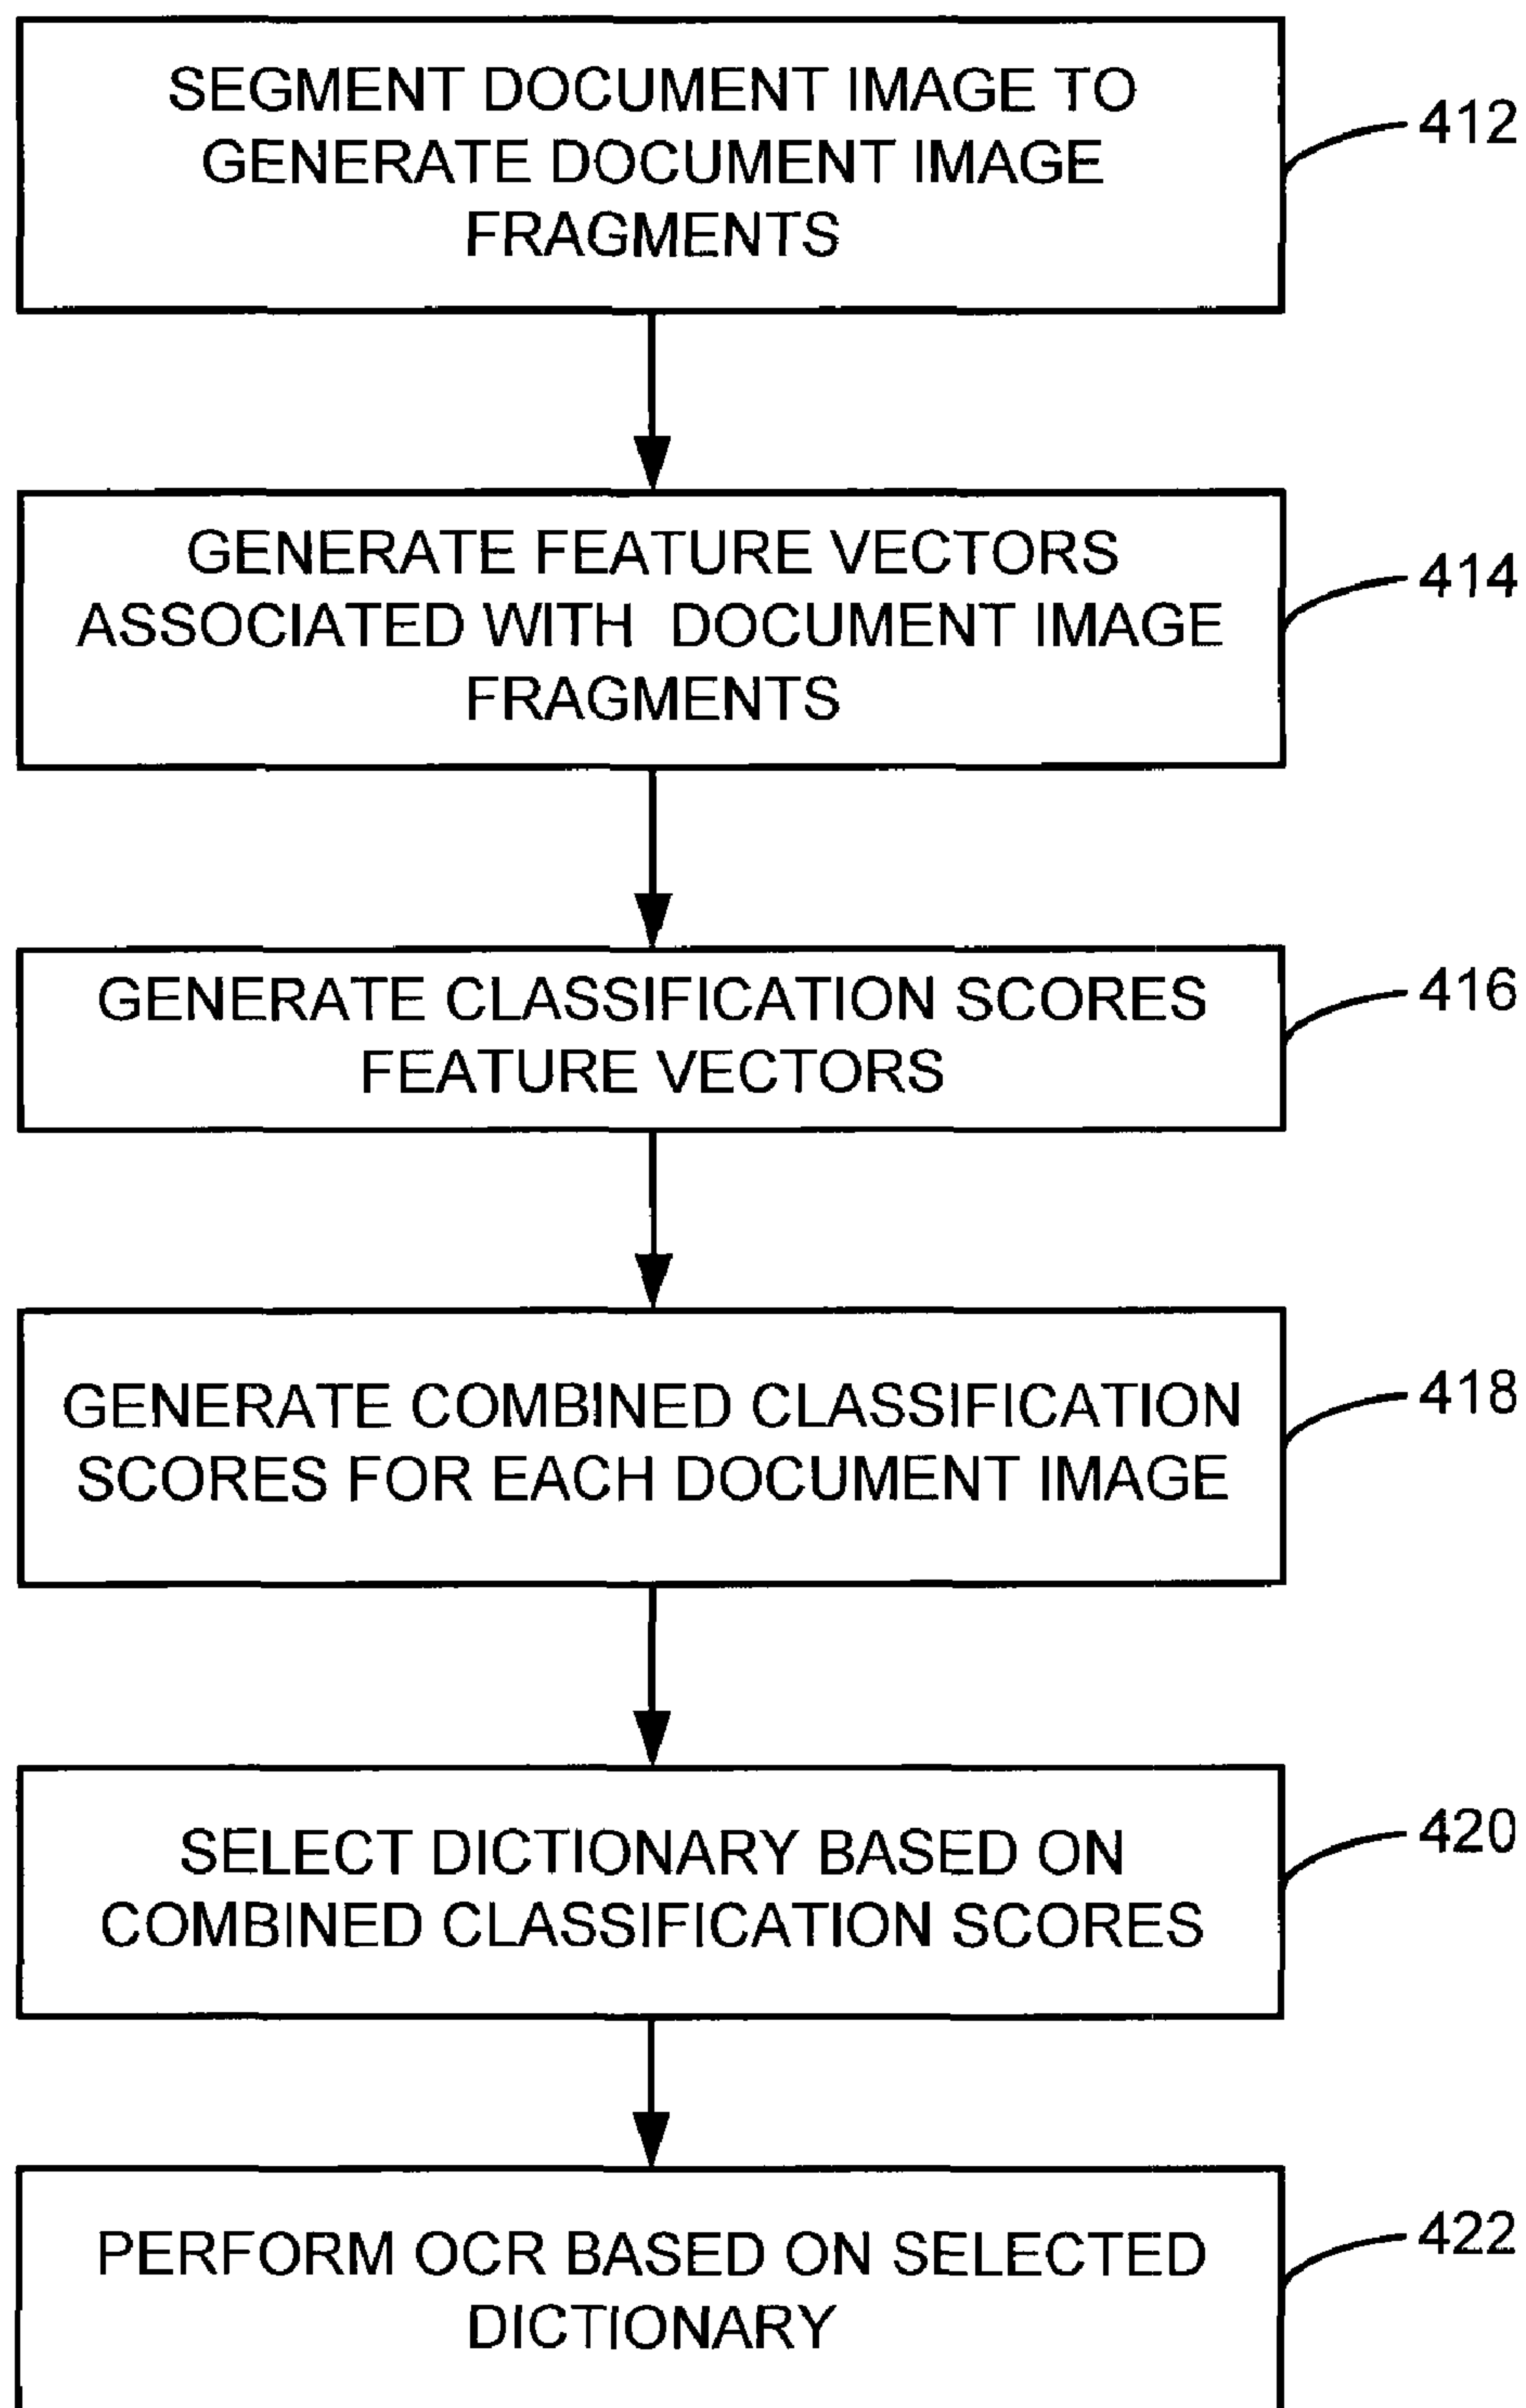 SEGMENT DOCUMENT IMAGE TO
GENERATE DOCUMENT IMAGE
FRAGMENTS
412
GENERATE FEATURE VECTORS
ASSOCIATED WITH DOCUMENT IMAGE
FRAGMENTS
414
GENERATE CLASSIFICATION SCORES
FEATURE VECTORS
416
GENERATE COMBINED CLASSIFICATION
SCORES FOR EACH DOCUMENT IMAGE
418
SELECT DICTIONARY BASED ON
COMBINED CLASSIFICATION SCORES
420
PERFORM OCR BASED ON SELECTED
DICTIONARY
422